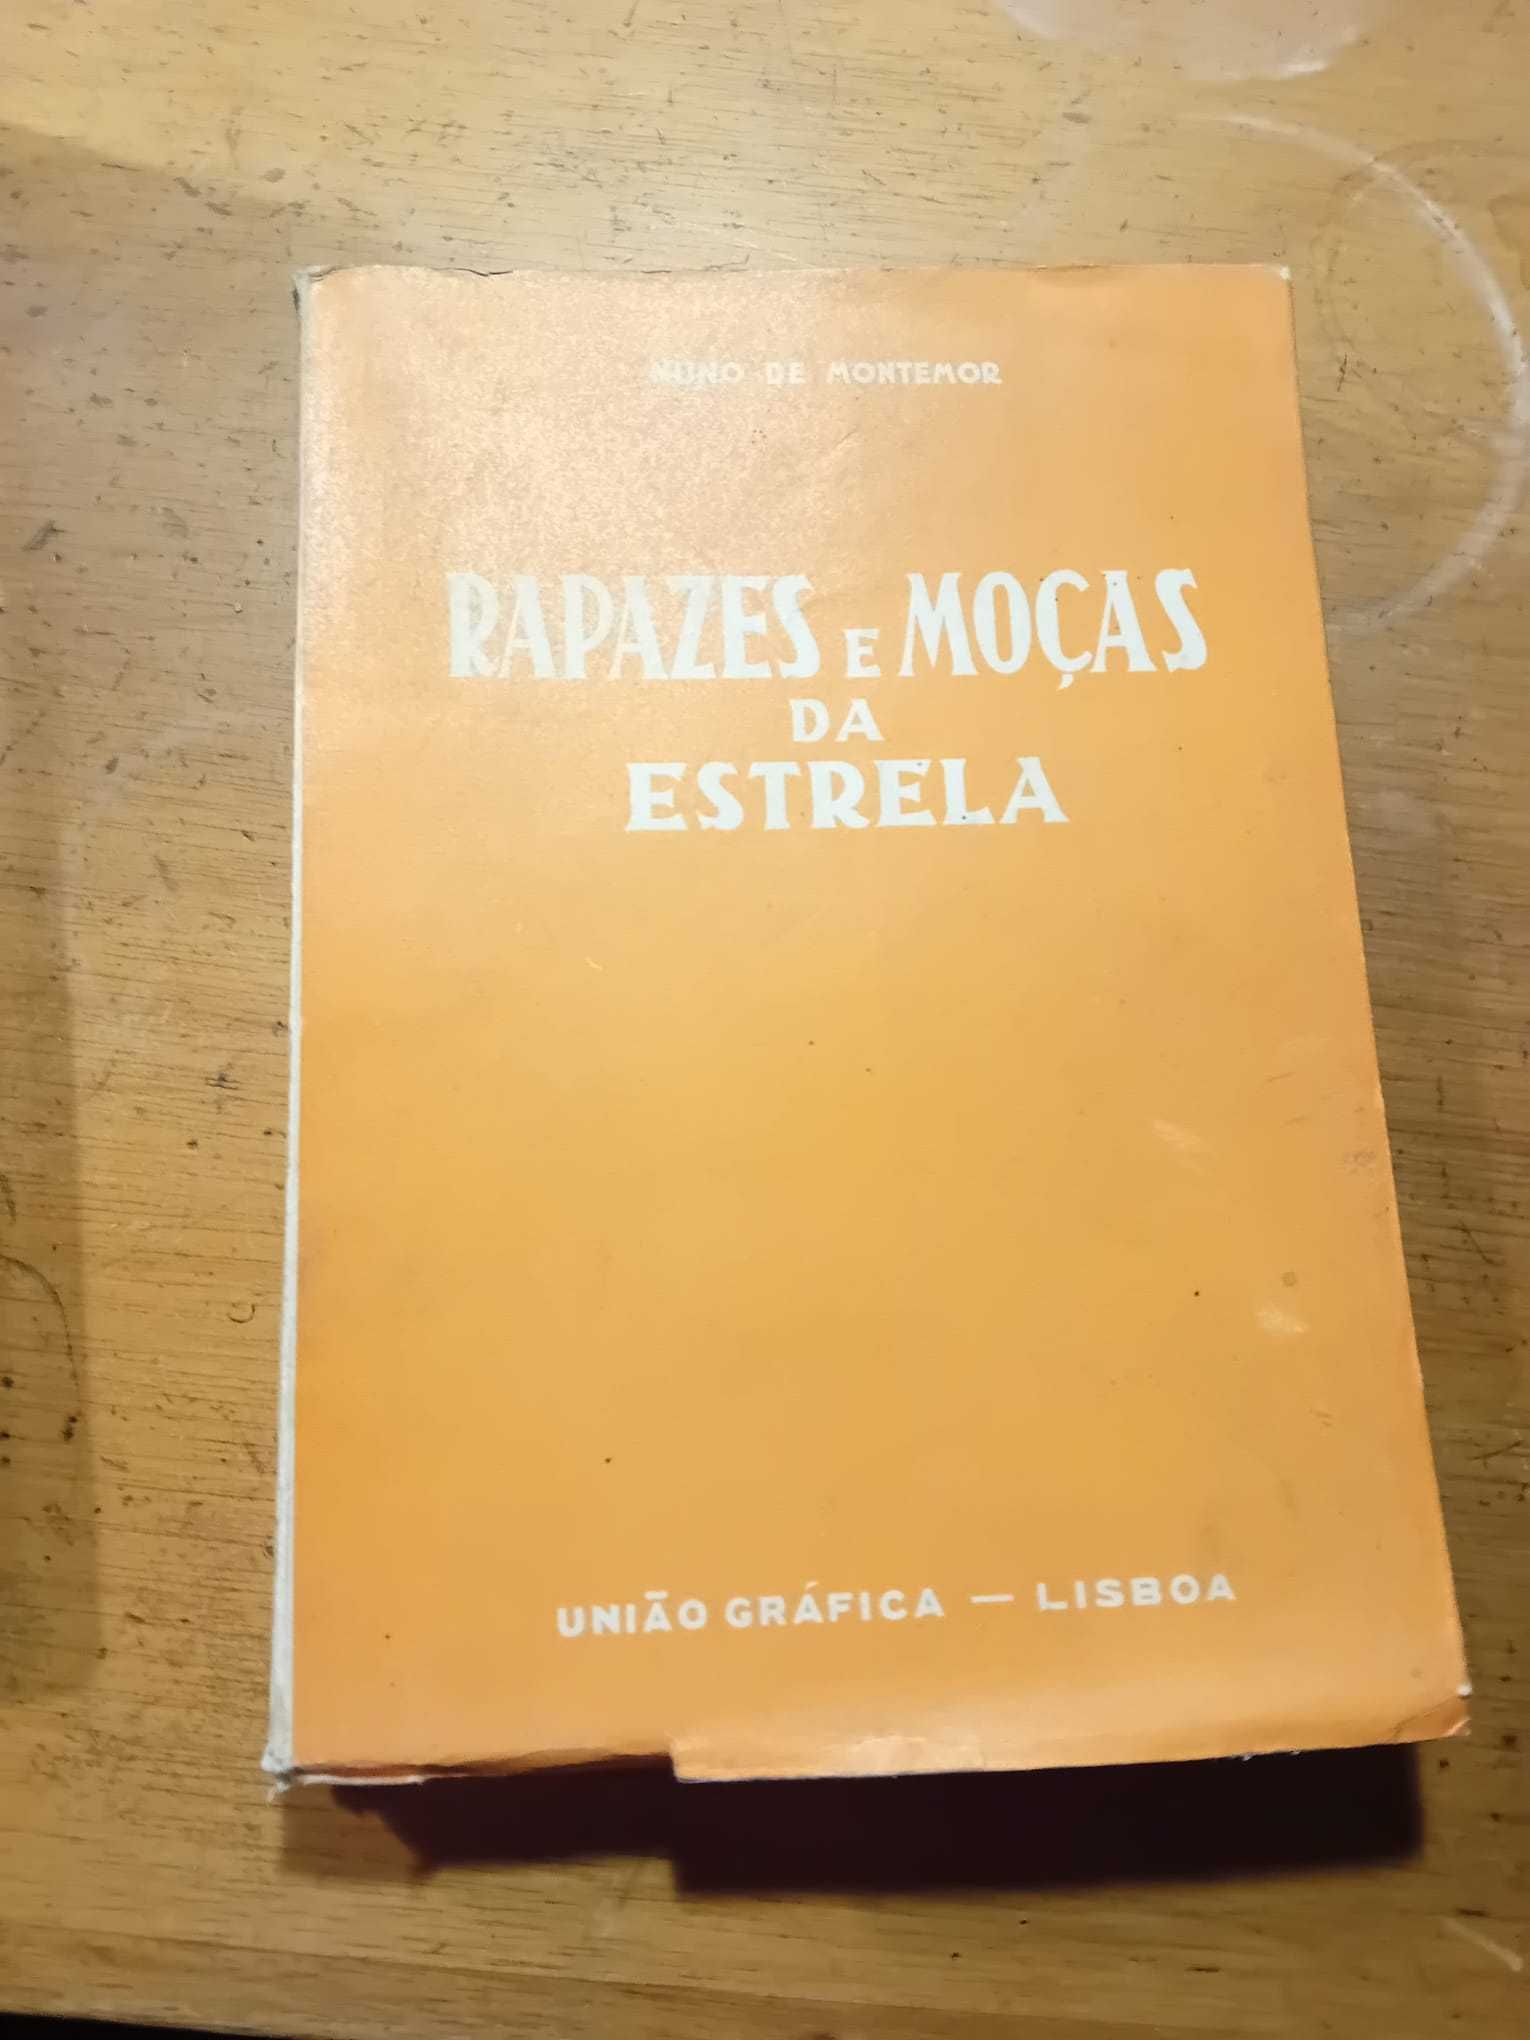 NUNO DE MONTEMOR
RAPAZES E MOÇAS
DA
ESTRELA
UNIÃO GRÁFICA — LISBOA